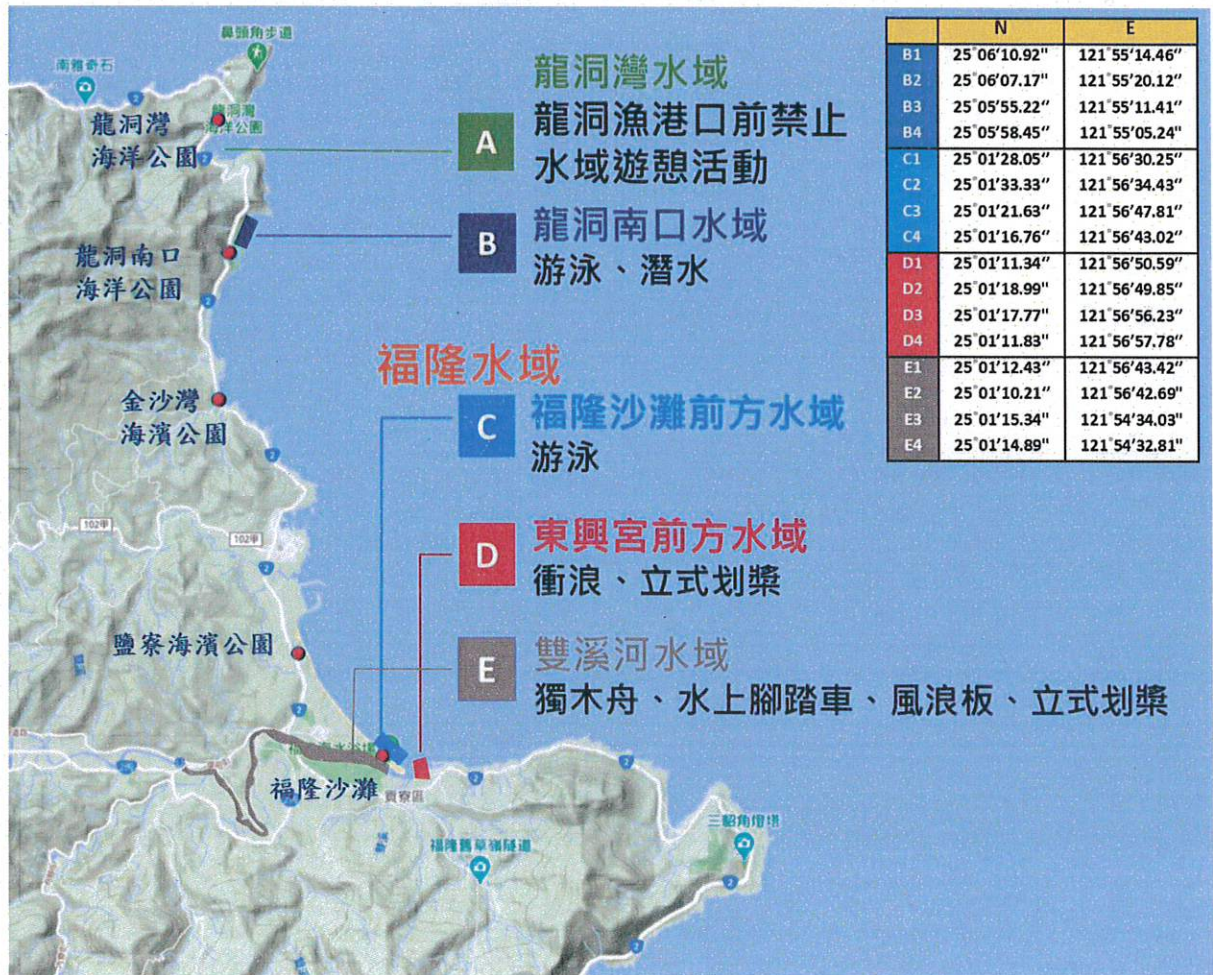 鼻頭角步道
南雅奇石
2
龍洞灣
海洋公園
龍洞灣
海洋公園
2
A
龍洞灣水域
龍洞漁港口前禁止
水域遊憩活動
B
龍洞南口水域
游泳、潛水
龍洞南口
海洋公園
2
福隆水域
金沙灣
海濱公園
C
福隆沙灘前方水域
游泳
2
102甲
102甲
2
D
東興宮前方水域
衝浪、立式划槳
鹽寮海濱公園
E
雙溪河水域
獨木舟、水上腳踏車、風浪板、立式划槳
2
福隆沙灘
貢寮區
2
2
福隆舊草嶺隧道
三貂角燈塔
2
2
N E
B1 25°06'10.92" 121°55'14.46"
B2 25°06'07.17" 121°55'20.12"
B3 25°05'55.22" 121°55'11.41"
B4 25°05'58.45" 121°55'05.24"
C1 25°01'28.05" 121°56'30.25"
C2 25°01'33.33" 121°56'34.43"
C3 25°01'21.63" 121°56'47.81"
C4 25°01'16.76" 121°56'43.02"
D1 25°01'11.34" 121°56'50.59"
D2 25°01'18.99" 121°56'49.85"
D3 25°01'17.77" 121°56'56.23"
D4 25°01'11.83" 121°56'57.78"
E1 25°01'12.43" 121°56'43.42"
E2 25°01'10.21" 121°56'42.69"
E3 25°01'15.34" 121°54'34.03"
E4 25°01'14.89" 121°54'32.81"